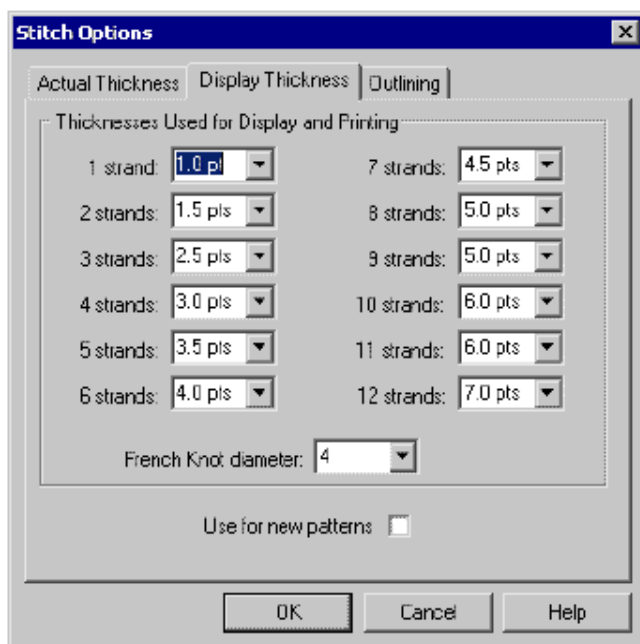 Stitch Options
Actual Thickness Display Thickness Outlining
Thicknesses Used for Display and Printing
1 strand: 1.0 pt 7 strands: 4.5 pts
2 strands: 1.5 pts 8 strands: 5.0 pts
3 strands: 2.5 pts 9 strands: 5.0 pts
4 strands: 3.0 pts 10 strands: 6.0 pts
5 strands: 3.5 pts 11 strands: 6.0 pts
6 strands: 4.0 pts 12 strands: 7.0 pts
French Knot diameter: 4
Use for new patterns
OK Cancel Help